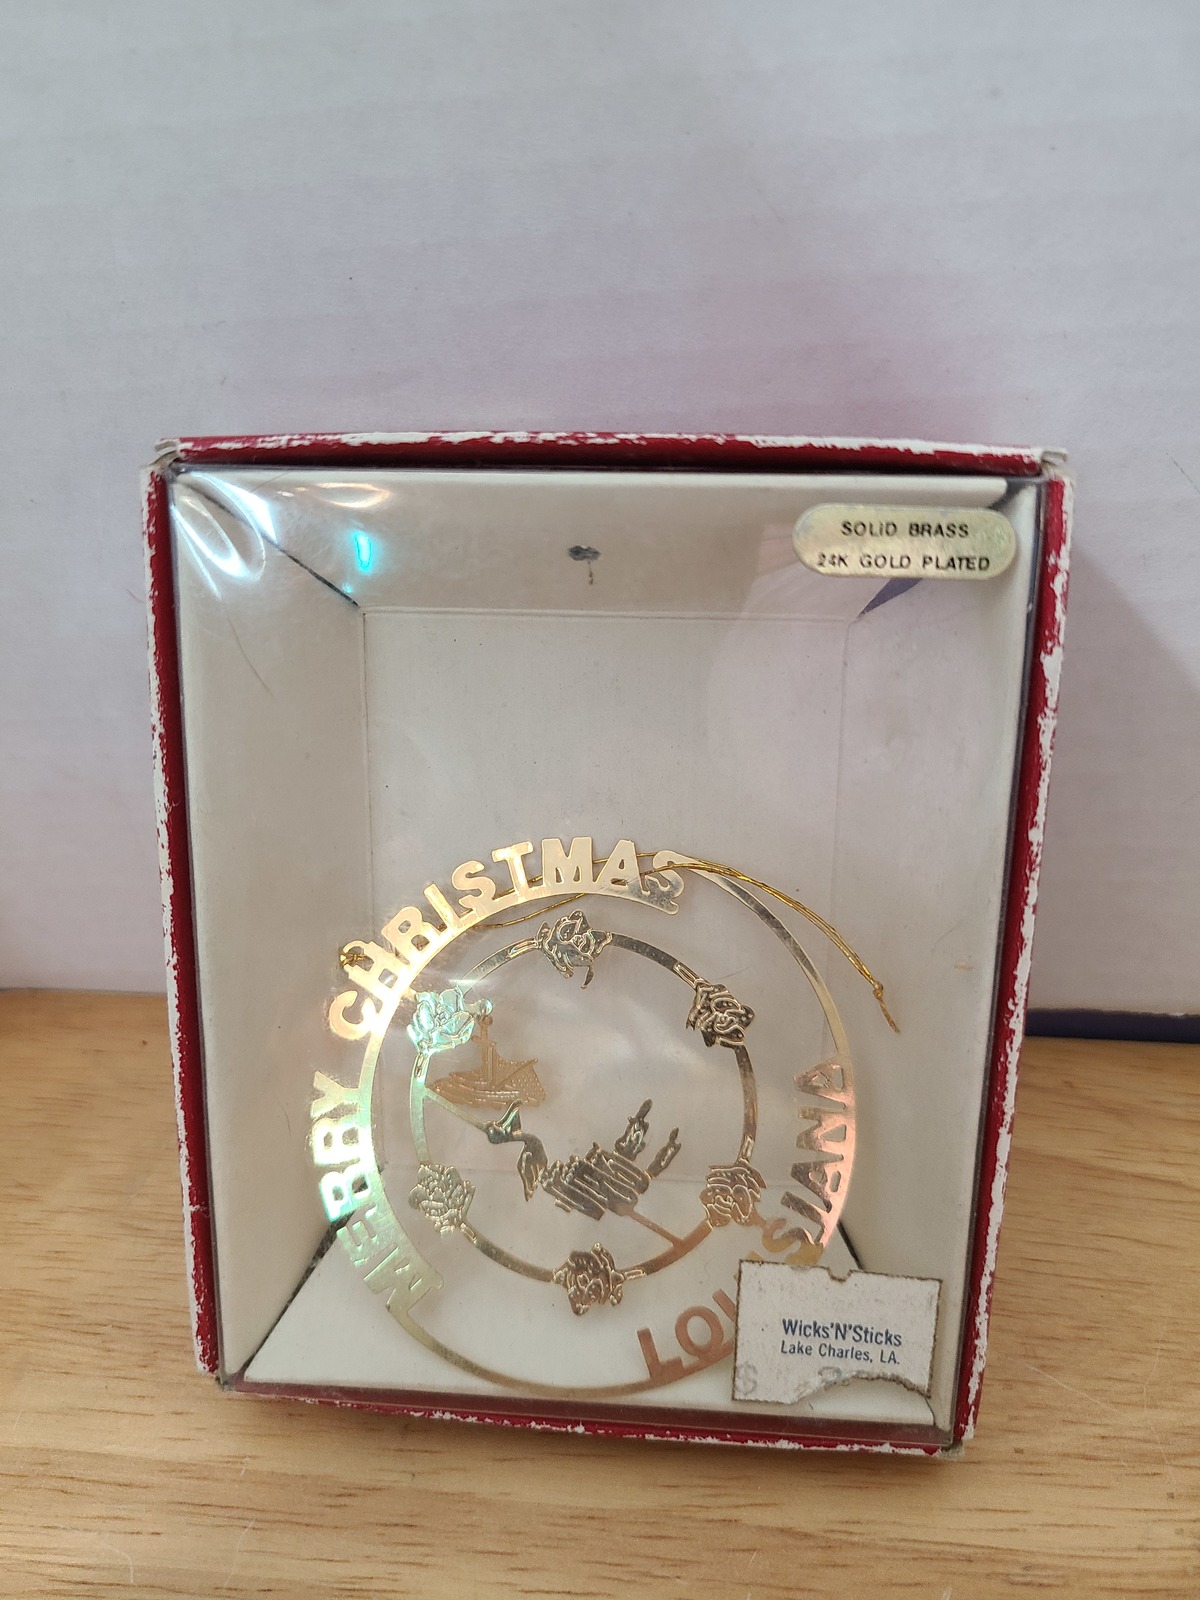 SOLID BRASS
24K GOLD PLATED
MERRY CHRISTMAS
LOUISIANA
Wicks'N'Sticks
Lake Charles, LA.
$